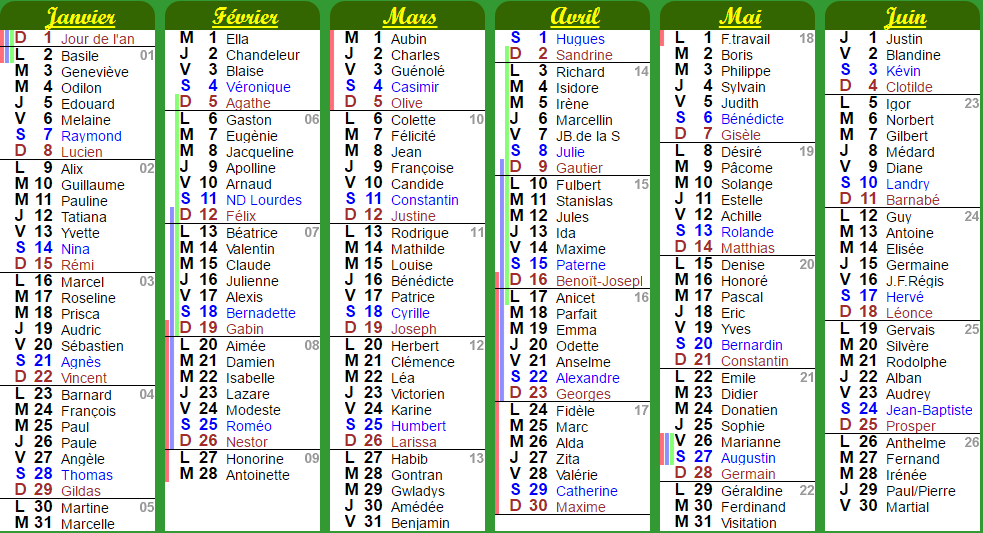 Janvier
D 1 Jour de l'an
L 2 Basile 01
M 3 Geneviève
M 4 Odilon
J 5 Edouard
V 6 Melaine
S 7 Raymond
D 8 Lucien
L 9 Alix 02
M 10 Guillaume
M 11 Pauline
J 12 Tatiana
V 13 Yvette
S 14 Nina
D 15 Rémi
L 16 Marcel 03
M 17 Roseline
M 18 Prisca
J 19 Audric
V 20 Sébastien
S 21 Agnès
D 22 Vincent
L 23 Barnard 04
M 24 François
M 25 Paul
J 26 Paule
V 27 Angèle
S 28 Thomas
D 29 Gildas
L 30 Martine 05
M 31 Marcelle
Février
M 1 Ella
J 2 Chandeleur
V 3 Blaise
S 4 Véronique
D 5 Agathe
L 6 Gaston 06
M 7 Eugènie
M 8 Jacqueline
J 9 Apolline
V 10 Arnaud
S 11 ND Lourdes
D 12 Félix
L 13 Béatrice 07
M 14 Valentin
M 15 Claude
J 16 Julienne
V 17 Alexis
S 18 Bernadette
D 19 Gabin
L 20 Aimée 08
M 21 Damien
M 22 Isabelle
J 23 Lazare
V 24 Modeste
S 25 Roméo
D 26 Nestor
L 27 Honorine 09
M 28 Antoinette
Mars
M 1 Aubin
J 2 Charles
V 3 Guénolé
S 4 Casimir
D 5 Olive
L 6 Colette 10
M 7 Félicité
M 8 Jean
J 9 Françoise
V 10 Candide
S 11 Constantin
D 12 Justine
L 13 Rodrigue 11
M 14 Mathilde
M 15 Louise
J 16 Bénédicte
V 17 Patrice
S 18 Cyrille
D 19 Joseph
L 20 Herbert 12
M 21 Clémence
M 22 Léa
J 23 Victorien
V 24 Karine
S 25 Humbert
D 26 Larissa
L 27 Habib 13
M 28 Gontran
M 29 Gwladys
J 30 Amédée
V 31 Benjamin
Avril
S 1 Hugues
D 2 Sandrine
L 3 Richard 14
M 4 Isidore
M 5 Irène
J 6 Marcellin
V 7 JB.de la S
S 8 Julie
D 9 Gautier
L 10 Fulbert 15
M 11 Stanislas
M 12 Jules
J 13 Ida
V 14 Maxime
S 15 Paterne
D 16 Benoit-Josepl
L 17 Anicet 16
M 18 Parfait
M 19 Emma
J 20 Odette
V 21 Anselme
S 22 Alexandre
D 23 Georges
L 24 Fidèle 17
M 25 Marc
M 26 Alda
J 27 Zita
V 28 Valérie
S 29 Catherine
D 30 Maxime
Mai
L 1 F.travail 18
M 2 Boris
M 3 Philippe
J 4 Sylvain
V 5 Judith
S 6 Bénédicte
D 7 Gisèle
L 8 Désiré 19
M 9 Pâcome
M 10 Solange
J 11 Estelle
V 12 Achille
S 13 Rolande
D 14 Matthias
L 15 Denise 20
M 16 Honoré
M 17 Pascal
J 18 Eric
V 19 Yves
S 20 Bernardin
D 21 Constantin
L 22 Emile 21
M 23 Didier
M 24 Donatien
J 25 Sophie
V 26 Marianne
S 27 Augustin
D 28 Germain
L 29 Géraldine 22
M 30 Ferdinand
M 31 Visitation
Juin
J 1 Justin
V 2 Blandine
S 3 Kévin
D 4 Clotilde
L 5 Igor 23
M 6 Norbert
M 7 Gilbert
J 8 Médard
V 9 Diane
S 10 Landry
D 11 Barnabé
L 12 Guy 24
M 13 Antoine
M 14 Elisée
J 15 Germaine
V 16 J.F.Régis
S 17 Hervé
D 18 Léonce
L 19 Gervais 25
M 20 Silvère
M 21 Rodolphe
J 22 Alban
V 23 Audrey
S 24 Jean-Baptiste
D 25 Prosper
L 26 Anthelme 26
M 27 Fernand
M 28 Irénée
J 29 Paul/Pierre
V 30 Martial